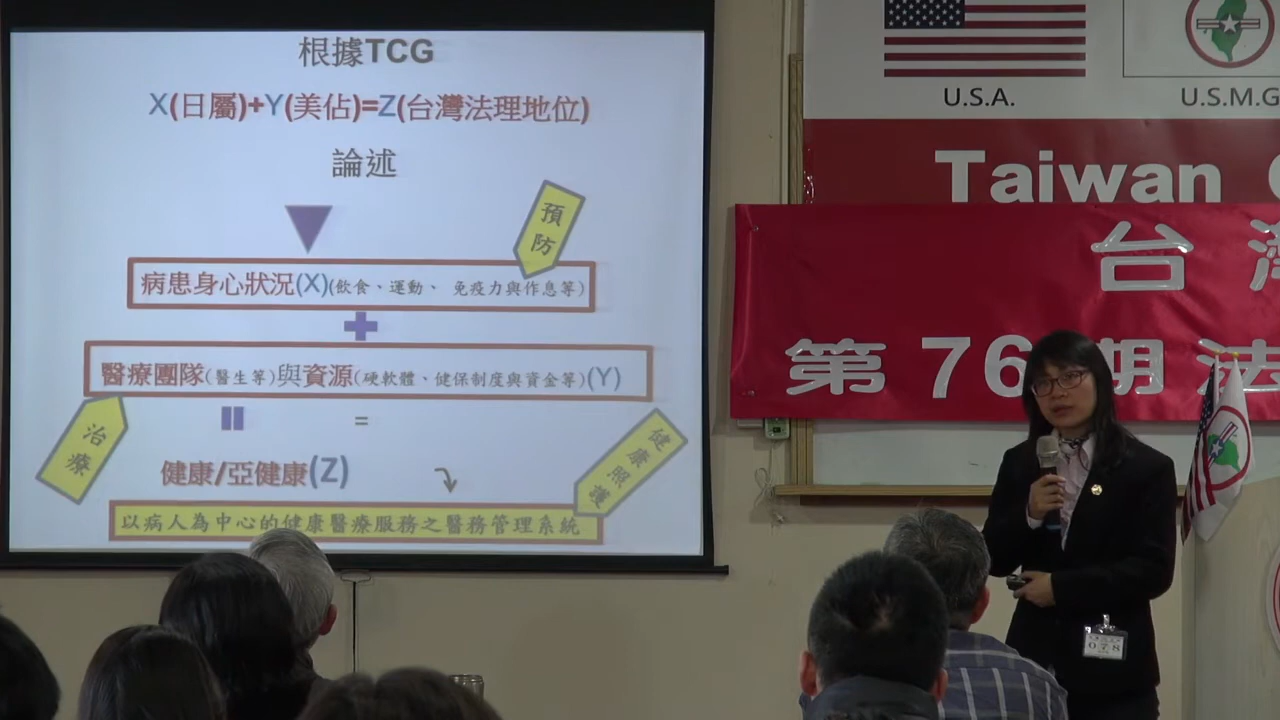 根據TCG
X(日屬)+Y(美佔)=Z(台灣法理地位)
論述
預防
病患身心狀況(X)(飲食、運動、 免疫力與作息等)
醫療團隊(醫生等)與資源(硬軟體、健保制度與資金等)(Y)
=
治療
健康照護
健康/亞健康(Z)
以病人為中心的健康醫療服務之醫務管理系統
U.S.A.
U.S.M.G
Taiwan
台
第 76 期 法
078